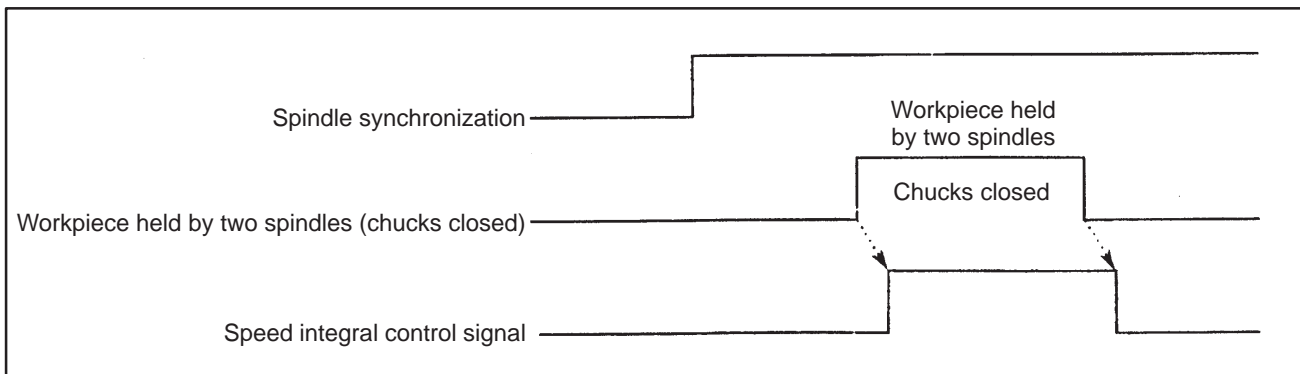 Spindle synchronization
Workpiece held
by two spindles
Chucks closed
Workpiece held by two spindles (chucks closed)
Speed integral control signal